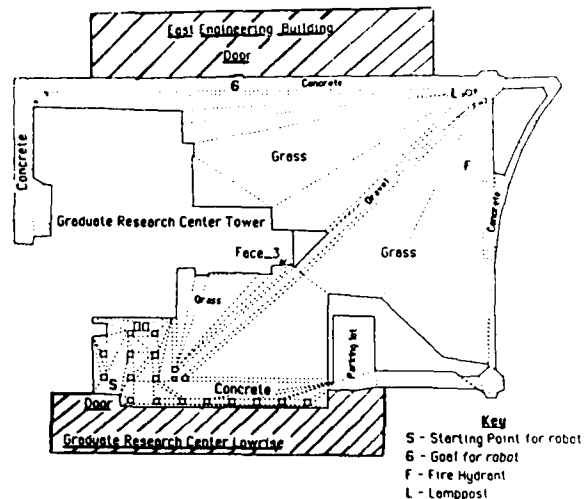 East Engineering Building
Door
G
Concrete
L
Grass
F
Concrete
Gravel
Concrete
Graduate Research Center Tower
Face_3
Grass
Grass
Parking lot
S
Concrete
Door
Graduate Research Center Lowrise
Key
S - Starting Point for robot
G - Goal for robot
F - Fire Hydrant
L - Lamppost